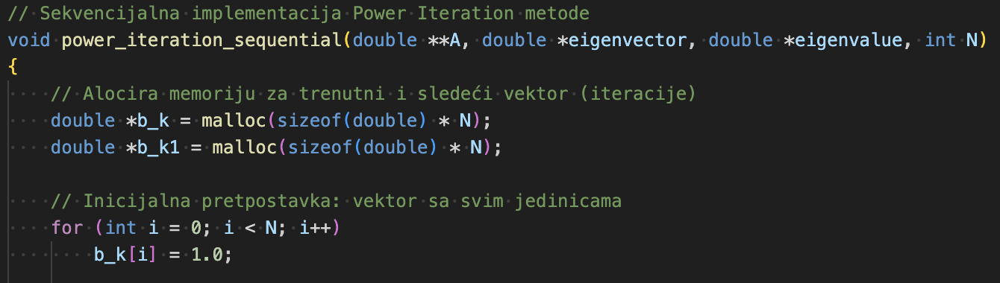 // Sekvencijalna implementacija Power Iteration metode
void power_iteration_sequential(double **A, double *eigenvector, double *eigenvalue, int N)
{
    // Alocira memoriju za trenutni i sledeći vektor (iteracije)
    double *b_k = malloc(sizeof(double) * N);
    double *b_k1 = malloc(sizeof(double) * N);

    // Inicijalna pretpostavka: vektor sa svim jedinicama
    for (int i = 0; i < N; i++)
        b_k[i] = 1.0;